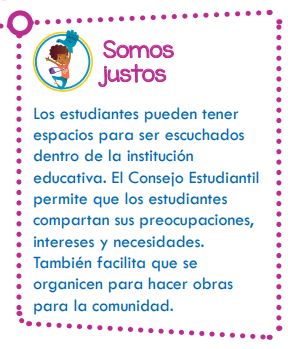 Somos
justos
Los estudiantes pueden tener
espacios para ser escuchados
dentro de la institución
educativa. El Consejo Estudiantil
permite que los estudiantes
compartan sus preocupaciones,
intereses y necesidades.
También facilita que se
organicen para hacer obras
para la comunidad.